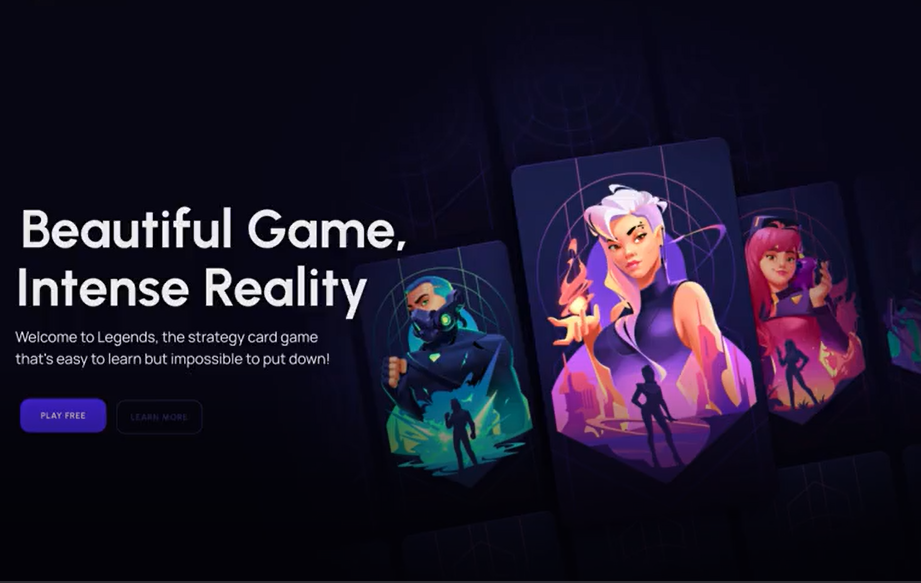 Beautiful Game,
Intense Reality
Welcome to Legends, the strategy card game
that's easy to learn but impossible to put down!
PLAY FREE
LEARN MORE